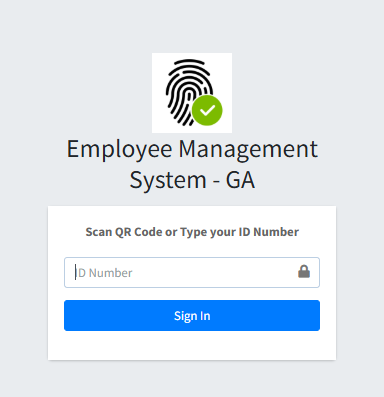 Employee Management
System - GA
Scan QR Code or Type your ID Number
ID Number
Sign In